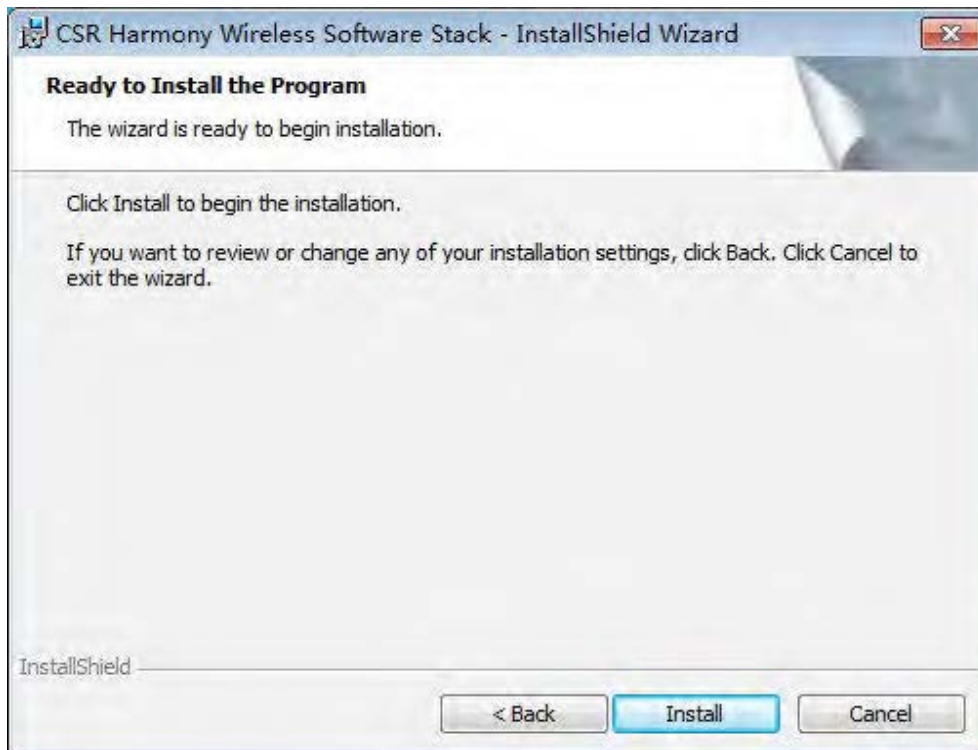 CSR Harmony Wireless Software Stack - InstallShield Wizard
Ready to Install the Program
The wizard is ready to begin installation.
Click Install to begin the installation.
If you want to review or change any of your installation settings, click Back. Click Cancel to
exit the wizard.
InstallShield
< Back
Install
Cancel